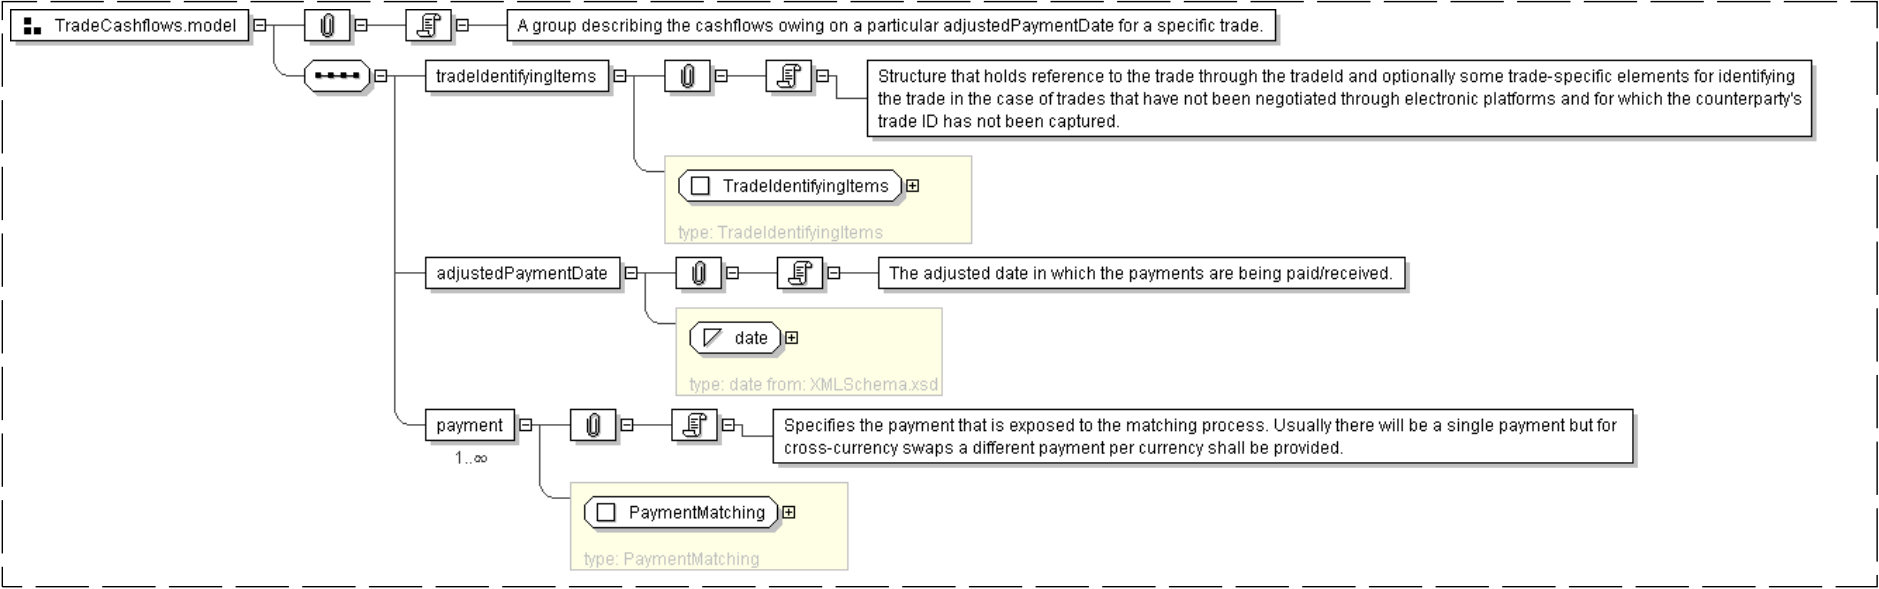 TradeCashflows.model
A group describing the cashflows owing on a particular adjustedPaymentDate for a specific trade.
tradeIdentifyingItems
Structure that holds reference to the trade through the tradeId and optionally some trade-specific elements for identifying
the trade in the case of trades that have not been negotiated through electronic platforms and for which the counterparty's
trade ID has not been captured.
TradeIdentifyingItems
type: TradeIdentifyingItems
adjustedPaymentDate
The adjusted date in which the payments are being paid/received.
date
type: date from: XMLSchema.xsd
payment
1..∞
Specifies the payment that is exposed to the matching process. Usually there will be a single payment but for
cross-currency swaps a different payment per currency shall be provided.
PaymentMatching
type: PaymentMatching